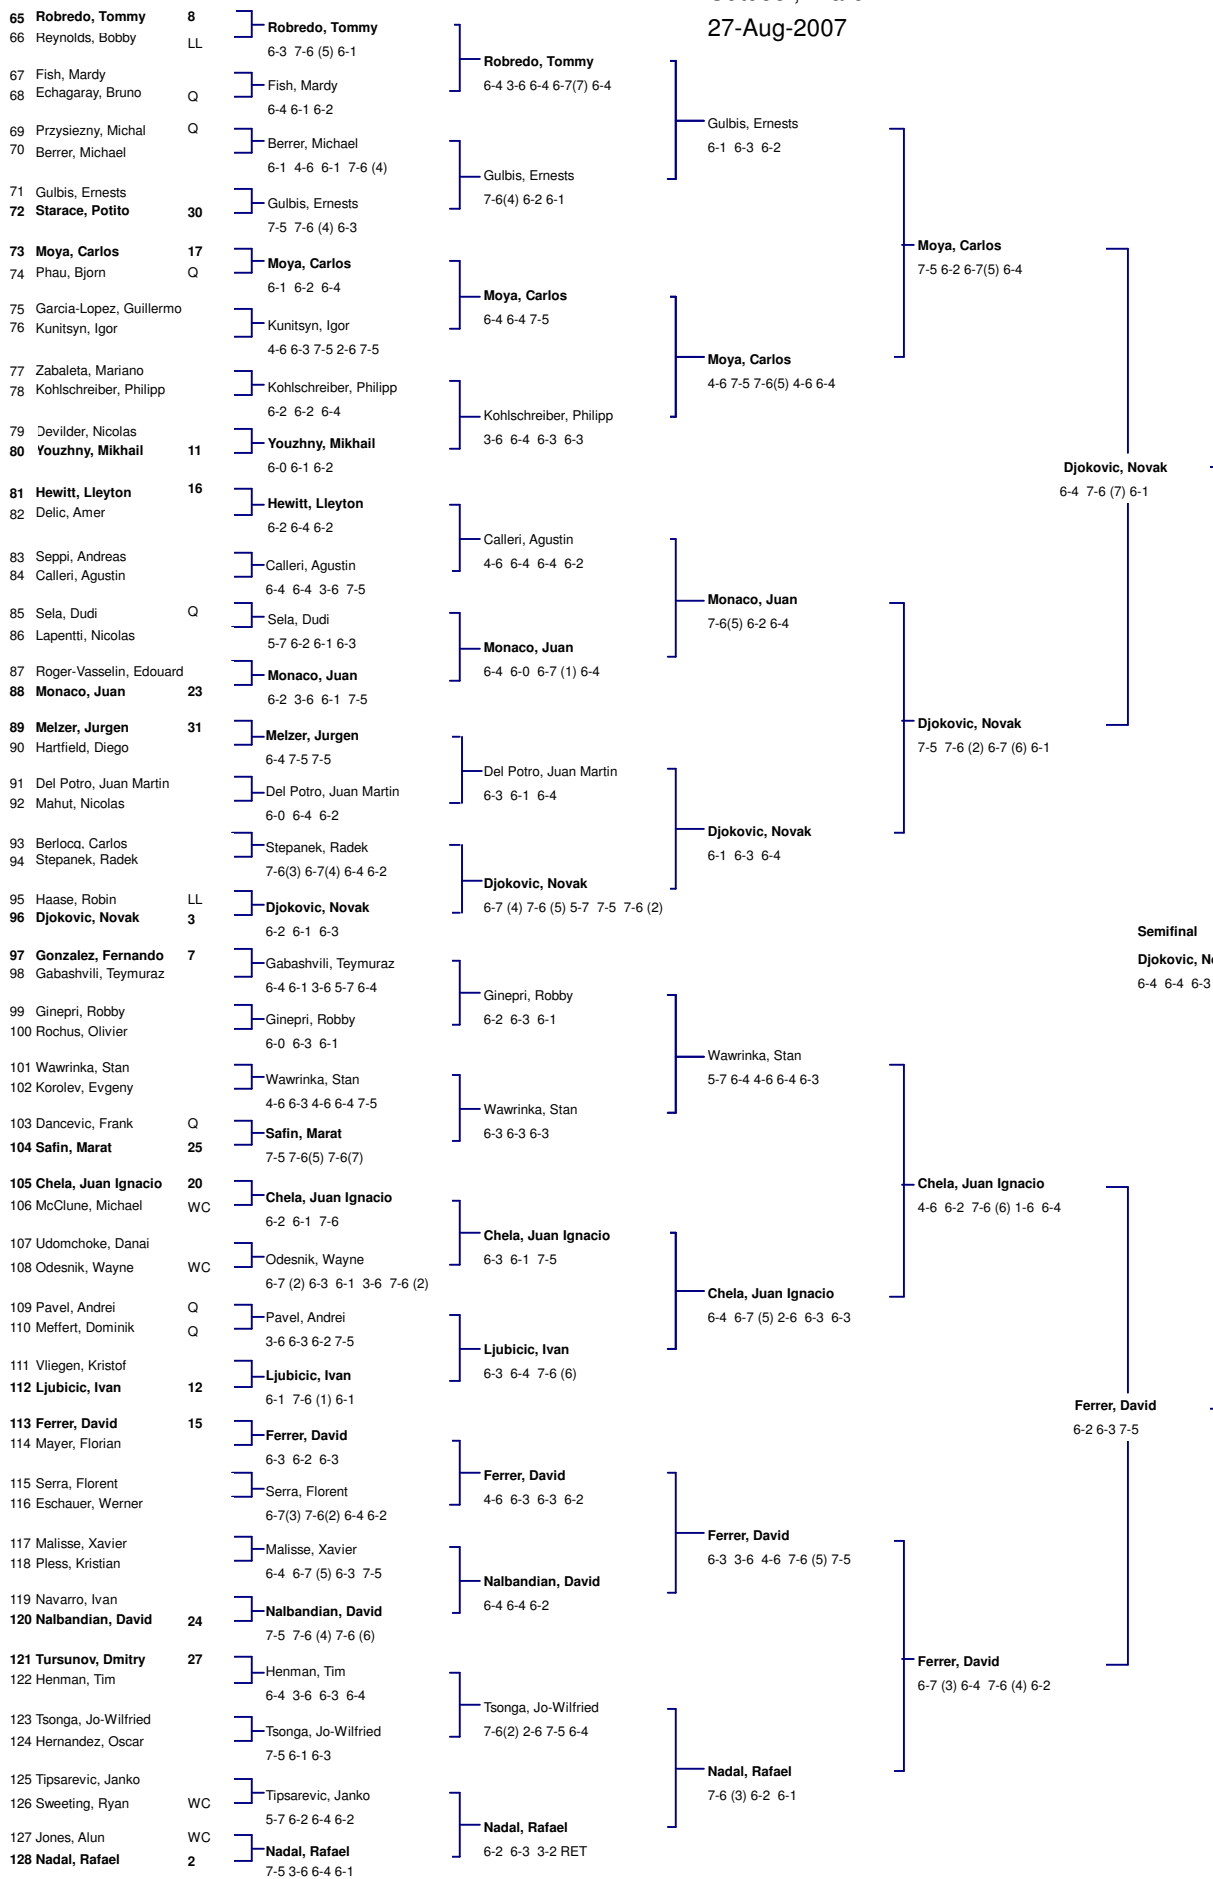 27-Aug-2007
65 Robredo, Tommy 8
66 Reynolds, Bobby LL
67 Fish, Mardy
68 Echagaray, Bruno Q
69 Przysiezny, Michal Q
70 Berrer, Michael
71 Gulbis, Ernests
72 Starace, Potito 30
73 Moya, Carlos 17
74 Phau, Bjorn Q
75 Garcia-Lopez, Guillermo
76 Kunitsyn, Igor
77 Zabaleta, Mariano
78 Kohlschreiber, Philipp
79 Devilder, Nicolas
80 Youzhny, Mikhail 11
81 Hewitt, Lleyton 16
82 Delic, Amer
83 Seppi, Andreas
84 Calleri, Agustin
85 Sela, Dudi Q
86 Lapentti, Nicolas
87 Roger-Vasselin, Edouard
88 Monaco, Juan 23
89 Melzer, Jurgen 31
90 Hartfield, Diego
91 Del Potro, Juan Martin
92 Mahut, Nicolas
93 Berlocq, Carlos
94 Stepanek, Radek
95 Haase, Robin LL
96 Djokovic, Novak 3
97 Gonzalez, Fernando 7
98 Gabashvili, Teymuraz
99 Ginepri, Robby
100 Rochus, Olivier
101 Wawrinka, Stan
102 Korolev, Evgeny
103 Dancevic, Frank Q
104 Safin, Marat 25
105 Chela, Juan Ignacio 20
106 McClune, Michael WC
107 Udomchoke, Danai
108 Odesnik, Wayne WC
109 Pavel, Andrei Q
110 Meffert, Dominik Q
111 Vliegen, Kristof
112 Ljubicic, Ivan 12
113 Ferrer, David 15
114 Mayer, Florian
115 Serra, Florent
116 Eschauer, Werner
117 Malisse, Xavier
118 Pless, Kristian
119 Navarro, Ivan
120 Nalbandian, David 24
121 Tursunov, Dmitry 27
122 Henman, Tim
123 Tsonga, Jo-Wilfried
124 Hernandez, Oscar
125 Tipsarevic, Janko
126 Sweeting, Ryan WC
127 Jones, Alun WC
128 Nadal, Rafael 2
Robredo, Tommy
6-3 7-6 (5) 6-1
Fish, Mardy
6-4 6-1 6-2
Berrer, Michael
6-1 4-6 6-1 7-6 (4)
Gulbis, Ernests
7-5 7-6 (4) 6-3
Moya, Carlos
6-1 6-2 6-4
Kunitsyn, Igor
4-6 6-3 7-5 2-6 7-5
Kohlschreiber, Philipp
6-2 6-2 6-4
Youzhny, Mikhail
6-0 6-1 6-2
Hewitt, Lleyton
6-2 6-4 6-2
Calleri, Agustin
6-4 6-4 3-6 7-5
Sela, Dudi
5-7 6-2 6-1 6-3
Monaco, Juan
6-2 3-6 6-1 7-5
Melzer, Jurgen
6-4 7-5 7-5
Del Potro, Juan Martin
6-0 6-4 6-2
Stepanek, Radek
7-6(3) 6-7(4) 6-4 6-2
Djokovic, Novak
6-2 6-1 6-3
Gabashvili, Teymuraz
6-4 6-1 3-6 5-7 6-4
Ginepri, Robby
6-0 6-3 6-1
Wawrinka, Stan
4-6 6-3 4-6 6-4 7-5
Safin, Marat
7-5 7-6(5) 7-6(7)
Chela, Juan Ignacio
6-2 6-1 7-6
Odesnik, Wayne
6-7 (2) 6-3 6-1 3-6 7-6 (2)
Pavel, Andrei
3-6 6-3 6-2 7-5
Ljubicic, Ivan
6-1 7-6 (1) 6-1
Ferrer, David
6-3 6-2 6-3
Serra, Florent
6-7(3) 7-6(2) 6-4 6-2
Malisse, Xavier
6-4 6-7 (5) 6-3 7-5
Nalbandian, David
7-5 7-6 (4) 7-6 (6)
Henman, Tim
6-4 3-6 6-3 6-4
Tsonga, Jo-Wilfried
7-5 6-1 6-3
Tipsarevic, Janko
5-7 6-2 6-4 6-2
Nadal, Rafael
7-5 3-6 6-4 6-1
Robredo, Tommy
6-4 3-6 6-4 6-7(7) 6-4
Gulbis, Ernests
7-6(4) 6-2 6-1
Moya, Carlos
6-4 6-4 7-5
Kohlschreiber, Philipp
3-6 6-4 6-3 6-3
Calleri, Agustin
4-6 6-4 6-4 6-2
Monaco, Juan
6-4 6-0 6-7 (1) 6-4
Del Potro, Juan Martin
6-3 6-1 6-4
Djokovic, Novak
6-7 (4) 7-6 (5) 5-7 7-5 7-6 (2)
Ginepri, Robby
6-2 6-3 6-1
Wawrinka, Stan
6-3 6-3 6-3
Chela, Juan Ignacio
6-3 6-1 7-5
Ljubicic, Ivan
6-3 6-4 7-6 (6)
Ferrer, David
4-6 6-3 6-3 6-2
Nalbandian, David
6-4 6-4 6-2
Tsonga, Jo-Wilfried
7-6(2) 2-6 7-5 6-4
Nadal, Rafael
6-2 6-3 3-2 RET
Gulbis, Ernests
6-1 6-3 6-2
Moya, Carlos
4-6 7-5 7-6(5) 4-6 6-4
Monaco, Juan
7-6(5) 6-2 6-4
Djokovic, Novak
6-1 6-3 6-4
Wawrinka, Stan
5-7 6-4 4-6 6-4 6-3
Chela, Juan Ignacio
6-4 6-7 (5) 2-6 6-3 6-3
Ferrer, David
6-3 3-6 4-6 7-6 (5) 7-5
Nadal, Rafael
7-6 (3) 6-2 6-1
Moya, Carlos
7-5 6-2 6-7(5) 6-4
Djokovic, Novak
7-5 7-6 (2) 6-7 (6) 6-1
Chela, Juan Ignacio
4-6 6-2 7-6 (6) 1-6 6-4
Ferrer, David
6-7 (3) 6-4 7-6 (4) 6-2
Djokovic, Novak
6-4 7-6 (7) 6-1
Ferrer, David
6-2 6-3 7-5
Semifinal
Djokovic, N
6-4 6-4 6-3